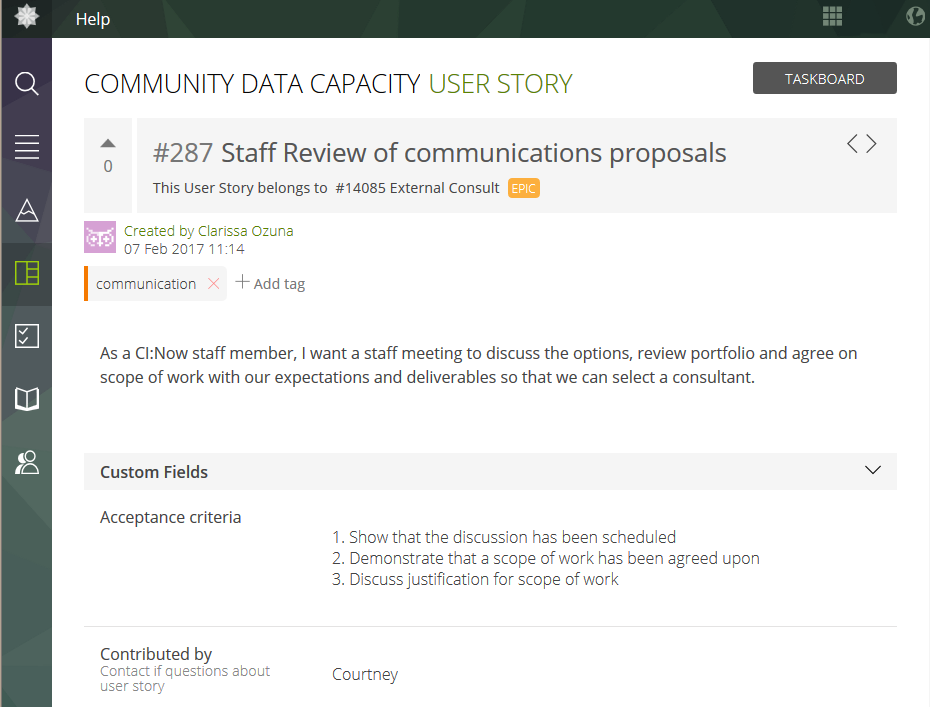 Help
COMMUNITY DATA CAPACITY USER STORY
TASKBOARD
0
#287 Staff Review of communications proposals
This User Story belongs to #14085 External Consult EPIC
Created by Clarissa Ozuna
07 Feb 2017 11:14
communication
Add tag
As a CI:Now staff member, I want a staff meeting to discuss the options, review portfolio and agree on
scope of work with our expectations and deliverables so that we can select a consultant.
Custom Fields
Acceptance criteria
1. Show that the discussion has been scheduled
2. Demonstrate that a scope of work has been agreed upon
3. Discuss justification for scope of work
Contributed by
Contact if questions about
user story
Courtney